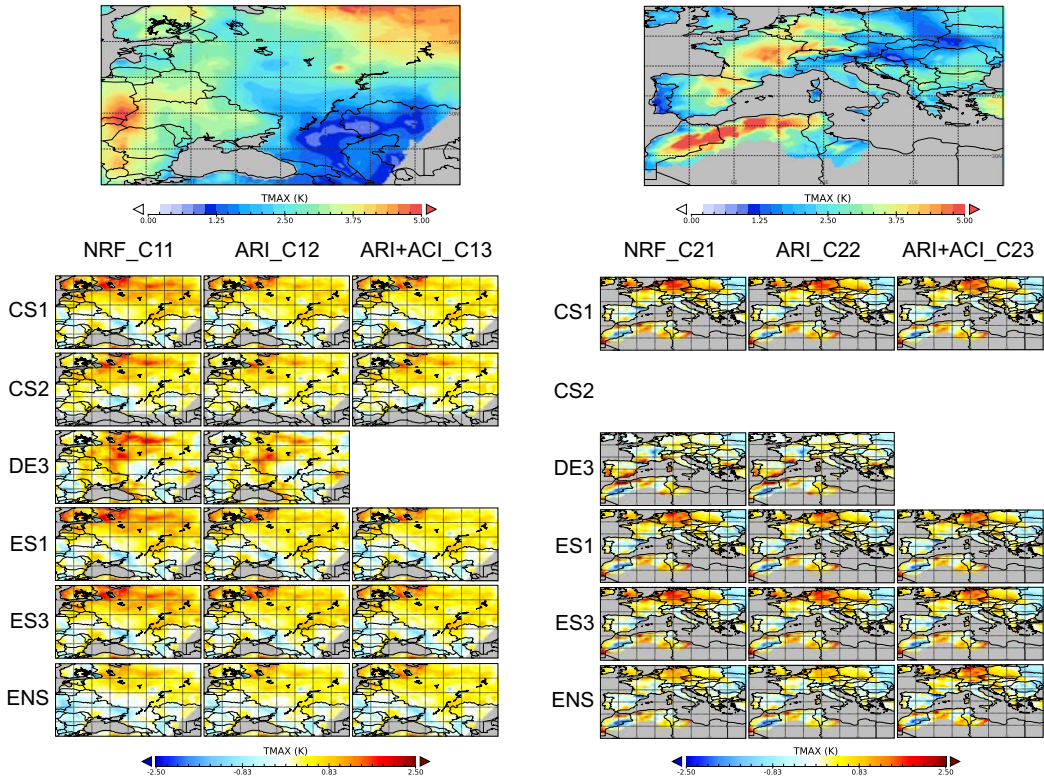 TMAX (K)
0.00 1.25 2.50 3.75 5.00
TMAX (K)
0.00 1.25 2.50 3.75 5.00
NRF_C11 ARI_C12 ARI+ACI_C13
NRF_C21 ARI_C22 ARI+ACI_C23
CS1
CS1
CS2
CS2
DE3
DE3
ES1
ES1
ES3
ES3
ENS
ENS
TMAX (K)
-2.50 -0.83 0.83 2.50
TMAX (K)
-2.50 -0.83 0.83 2.50